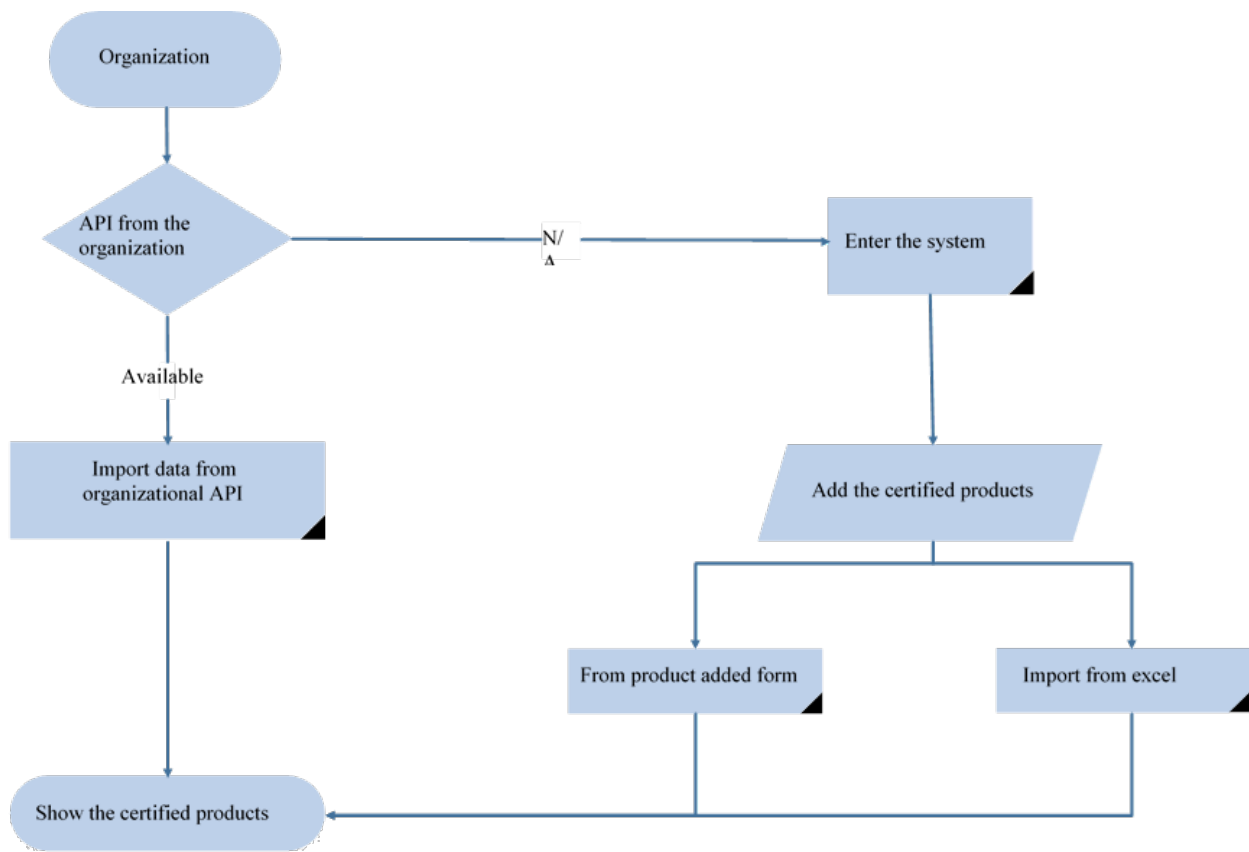 Organization
API from the
organization
N/
A
Enter the system
Available
Import data from
organizational API
Add the certified products
From product added form
Import from excel
Show the certified products